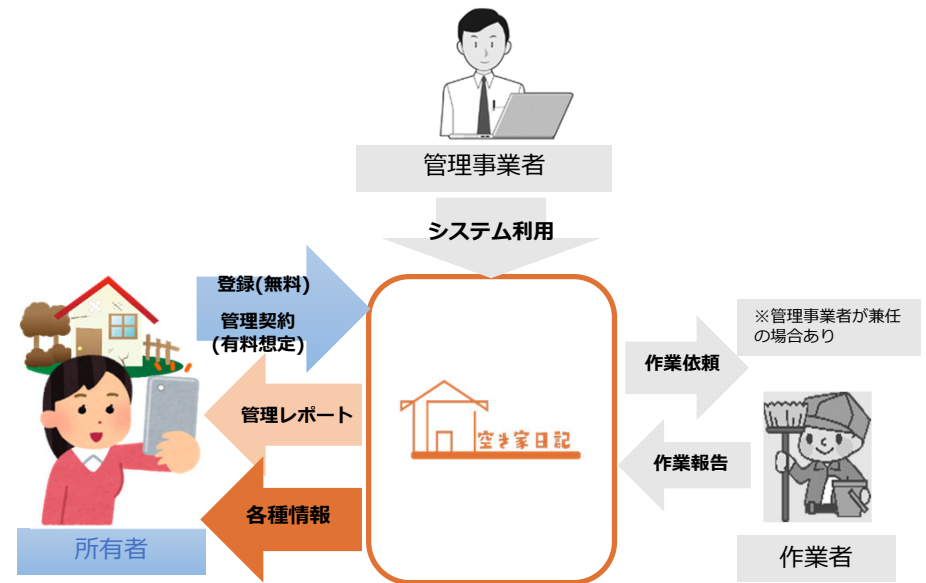 管理事業者
システム利用
登録(無料)
管理契約
(有料想定)
管理レポート
各種情報
所有者
空き家日記
作業依頼
作業報告
※管理事業者が兼任
の場合あり
作業者